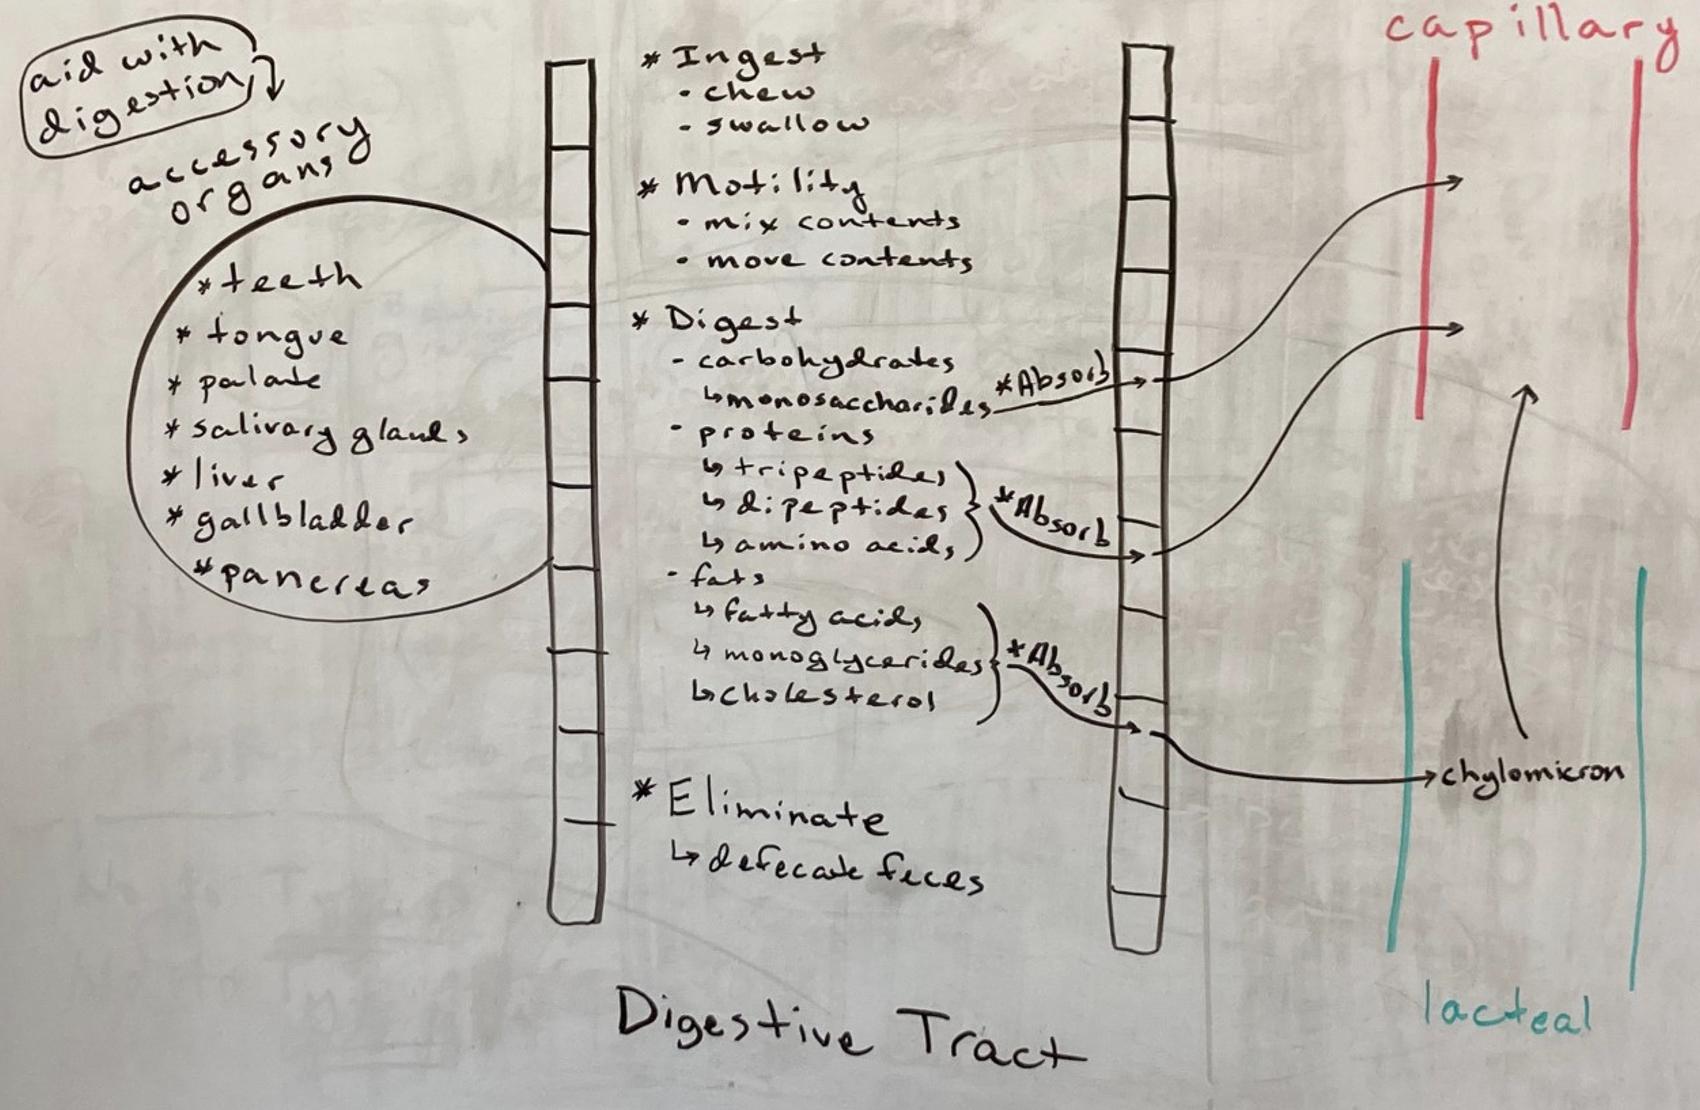 aid with
digestion
accessory
organs
* teeth
* tongue
* palate
* salivary glands
* liver
* gallbladder
* pancreas
* Ingest
- chew
- swallow
* Motility
- mix contents
- move contents
* Digest
- carbohydrates
↳ monosaccharides
* Absorb
- proteins
↳ tripeptides
↳ dipeptides
↳ amino acids
* Absorb
- fats
↳ fatty acids
↳ monoglycerides
↳ cholesterol
* Absorb
* Eliminate
↳ defecate feces
capillary
chylomicron
lacteal
Digestive Tract